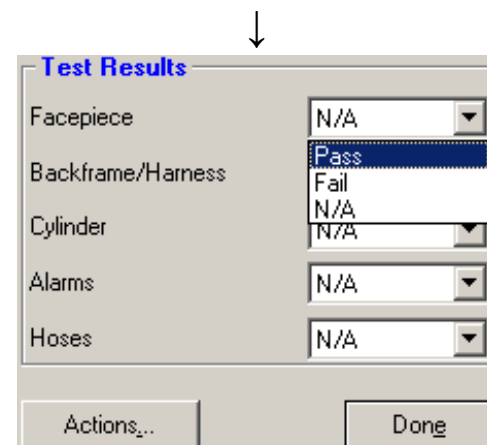 ↓
Test Results
Facepiece N/A
Pass
Backframe/Harness
Fail
N/A
Cylinder N/A
Alarms N/A
Hoses N/A
Actions... Done